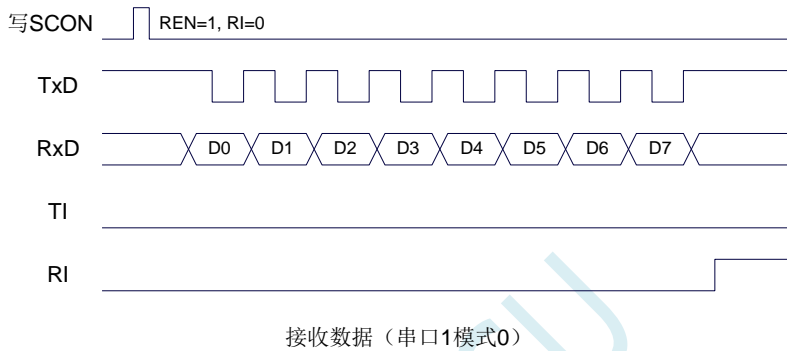 写SCON REN=1, RI=0
TxD
RxD D0 D1 D2 D3 D4 D5 D6 D7
TI
RI
接收数据（串口1模式0）